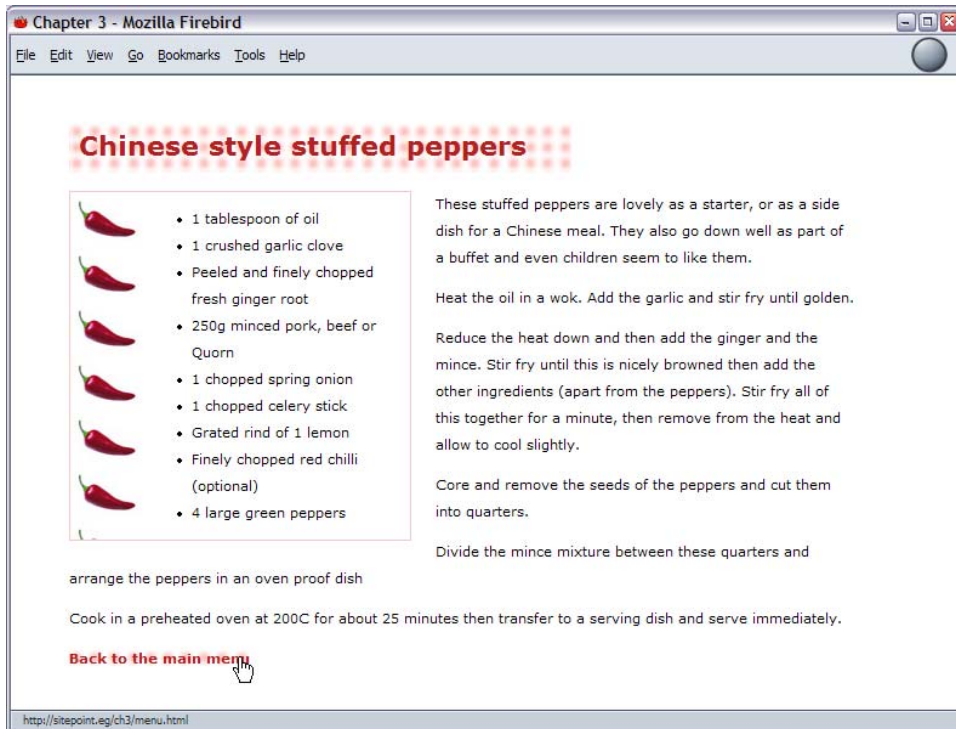 Chapter 3 - Mozilla Firebird
File Edit View Go Bookmarks Tools Help
Chinese style stuffed peppers
• 1 tablespoon of oil
• 1 crushed garlic clove
• Peeled and finely chopped
fresh ginger root
• 250g minced pork, beef or
Quorn
• 1 chopped spring onion
• 1 chopped celery stick
• Grated rind of 1 lemon
• Finely chopped red chilli
(optional)
• 4 large green peppers
These stuffed peppers are lovely as a starter, or as a side
dish for a Chinese meal. They also go down well as part of
a buffet and even children seem to like them.
Heat the oil in a wok. Add the garlic and stir fry until golden.
Reduce the heat down and then add the ginger and the
mince. Stir fry until this is nicely browned then add the
other ingredients (apart from the peppers). Stir fry all of
this together for a minute, then remove from the heat and
allow to cool slightly.
Core and remove the seeds of the peppers and cut them
into quarters.
Divide the mince mixture between these quarters and
arrange the peppers in an oven proof dish
Cook in a preheated oven at 200C for about 25 minutes then transfer to a serving dish and serve immediately.
Back to the main menu
http://sitepoint.eg/ch3/menu.html